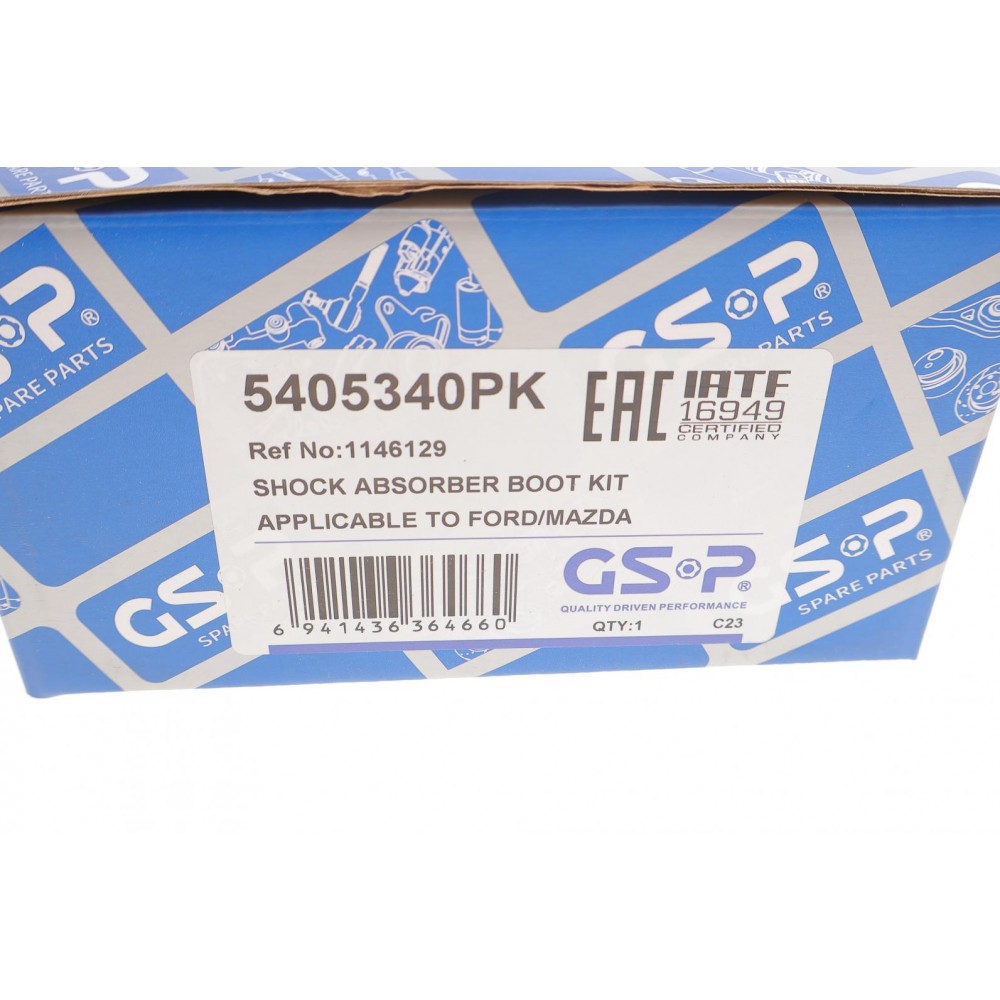 SPARE PARTS
GS·P®
SPARE PARTS
GS·P®
5405340PK
EAC
IATF
16949
CERTIFIED
COMPANY
Ref No:1146129
SHOCK ABSORBER BOOT KIT
APPLICABLE TO FORD/MAZDA
6 941436 364660
GS·P®
QUALITY DRIVEN PERFORMANCE
QTY:1
C23
GS·P
SPARE PARTS
GS·P®
SPARE PARTS